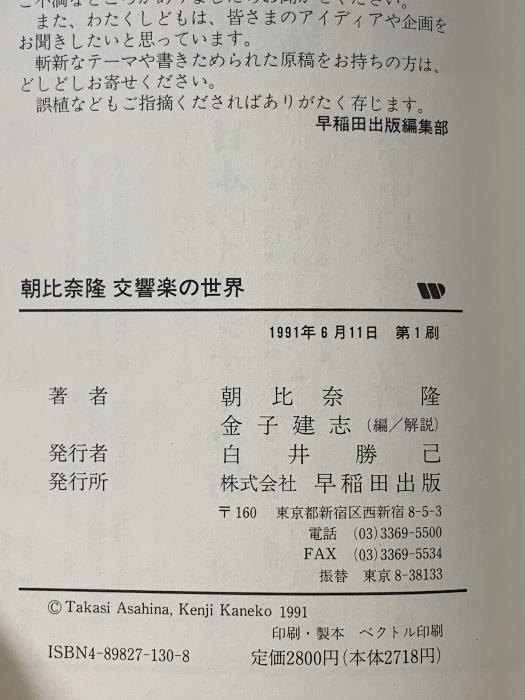 また、わたくしどもは、皆さまのアイディアや企画を
お聞きしたいと思っています。
斬新なテーマや書きためられた原稿をお持ちの方は、
どしどしお寄せください。
誤植などもご指摘くださればありがたく存じます。
早稲田出版編集部
朝比奈隆 交響楽の世界
1991年6月11日 第1刷
著者 朝比奈 隆
金子建志(編/解説)
発行者 白井勝己
発行所 株式会社 早稲田出版
〒160 東京都新宿区西新宿8-5-3
電話 (03)3369-5500
FAX (03)3369-5534
振替 東京8-38133
©Takasi Asahina, Kenji Kaneko 1991
印刷・製本 ベクトル印刷
ISBN4-89827-130-8 定価2800円(本体2718円)